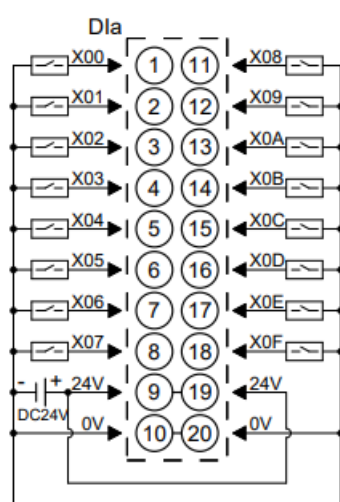 DIa
X00 1 11 X08
X01 2 12 X09
X02 3 13 X0A
X03 4 14 X0B
X04 5 15 X0C
X05 6 16 X0D
X06 7 17 X0E
X07 8 18 X0F
- + 24V 9 19 24V
DC24V
0V 10 20 0V